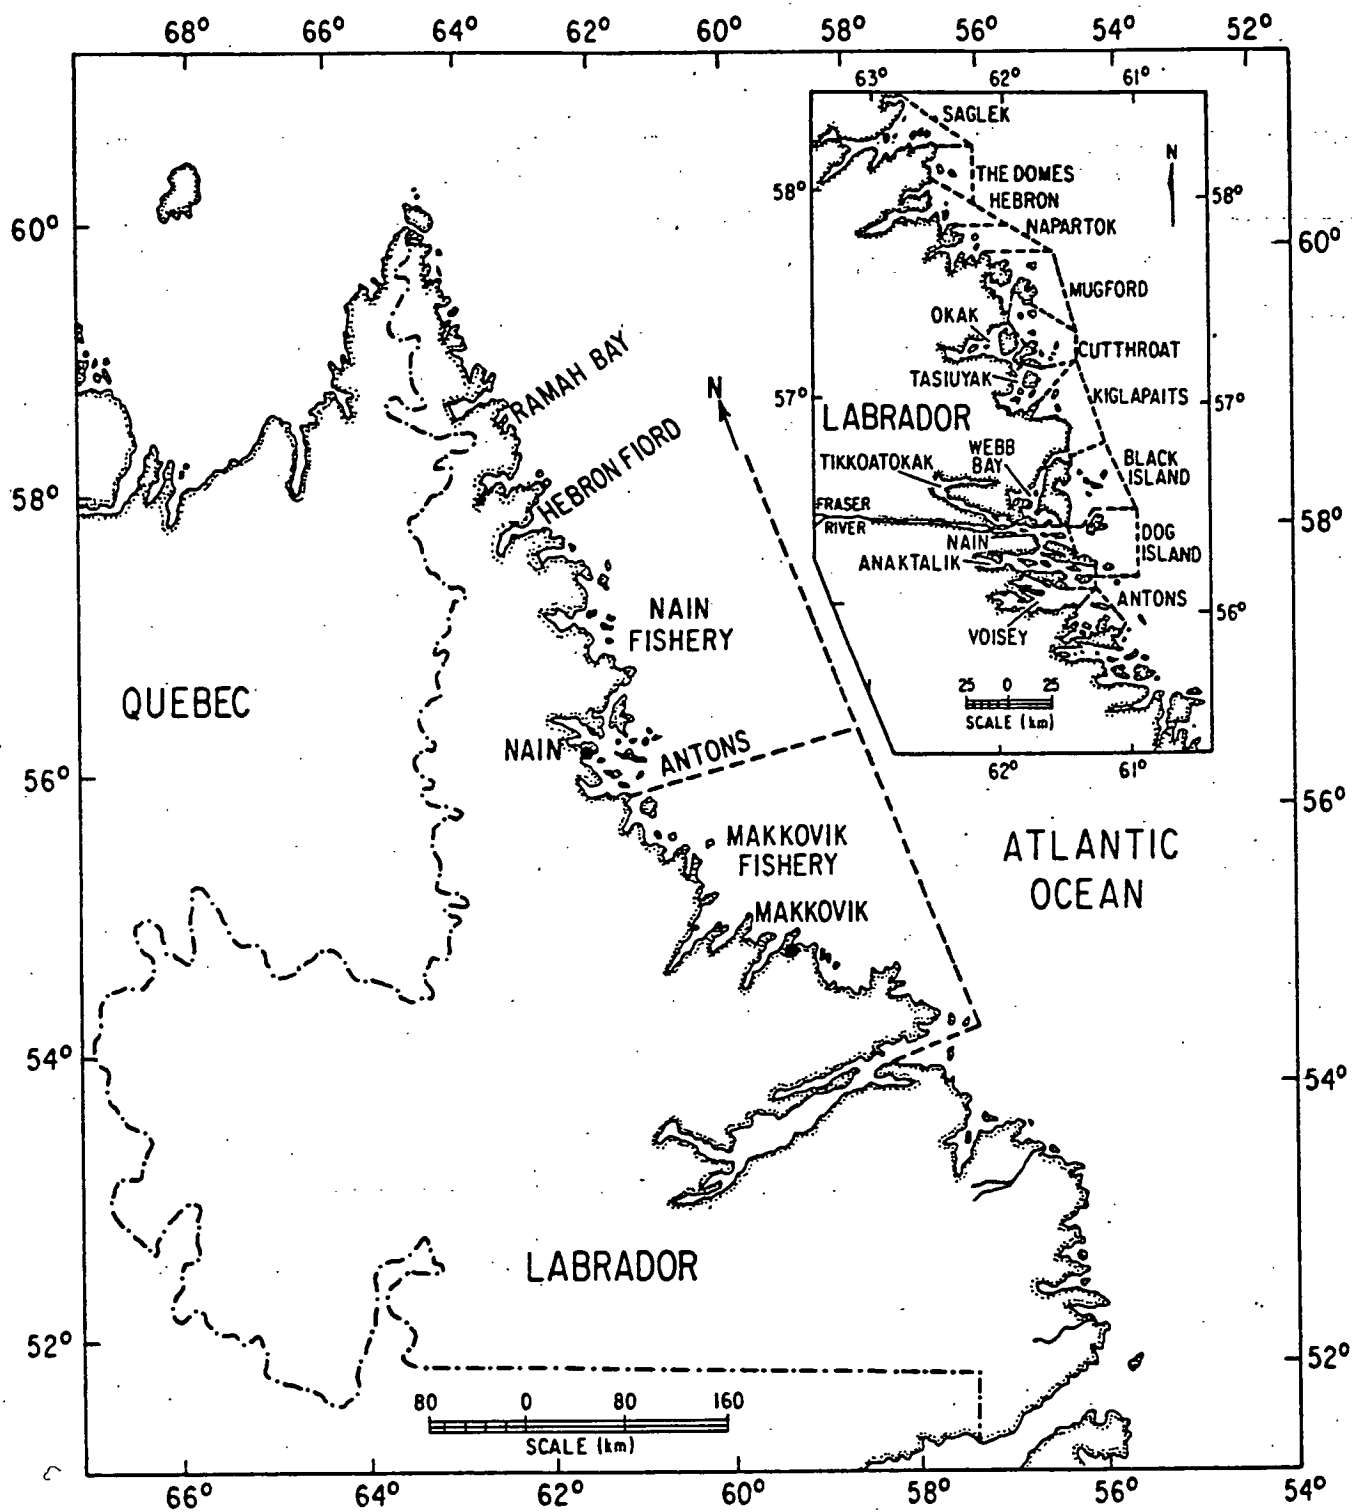 68° 66° 64° 62° 60° 58° 56° 54° 52°
63° 62° 61°
SAGLEK
N
THE DOMES
58° 58°
HEBRON
NAPARTOK
60° 60°
MUGFORD
OKAK
CUTTHROAT
RAMAH BAY
TASIUYAK
KIGLAPAITS
N
57° 57°
LABRADOR
HEBRON FIORD
WEBB
BAY
BLACK
ISLAND
TIKKOATOKAK
58° 58°
FRASER
RIVER
DOG
ISLAND
NAIN
ANAKTALIK
ANTONS
56°
NAIN
FISHERY
VOISEY
25 0 25
SCALE (km)
QUEBEC
NAIN
ANTONS
62° 61°
56° 56°
MAKKOVIK
FISHERY
ATLANTIC
OCEAN
MAKKOVIK
54° 54°
LABRADOR
52° 52°
80 0 80 160
SCALE (km)
66° 64° 62° 60° 58° 56° 54°